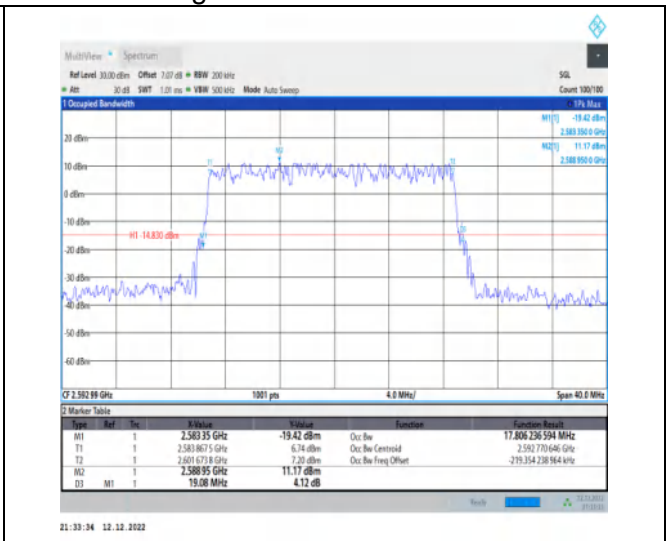 MultiView Spectrum
Ref Level 30.00 dBm Offset 7.07 dB RBW 200 kHz SGL
Att 30 dB SWT 1.01 ms VBW 500 kHz Mode Auto Sweep Count 100/100
1 Occupied Bandwidth 1Pk Max
M1[1] -19.42 dBm
2.583 350 0 GHz
M2[1] 11.17 dBm
2.588 950 0 GHz
20 dBm
10 dBm
0 dBm
-10 dBm
H1 -14.830 dBm
-20 dBm
-30 dBm
-40 dBm
-50 dBm
-60 dBm
T1
M2
T2
M1
D3
CF 2.592 99 GHz 1001 pts 4.0 MHz/ Span 40.0 MHz
2 Marker Table
Type Ref Trc X-Value Y-Value Function Function Result
M1 1 2.583 35 GHz -19.42 dBm Occ Bw 17.806 236 594 MHz
T1 1 2.583 867 5 GHz 6.74 dBm Occ Bw Centroid 2.592 770 646 GHz
T2 1 2.601 673 8 GHz 7.20 dBm Occ Bw Freq Offset -219.354 238 964 kHz
M2 1 2.588 95 GHz 11.17 dBm
D3 M1 1 19.08 MHz 4.12 dB
Ready
21:33:34 12.12.2022